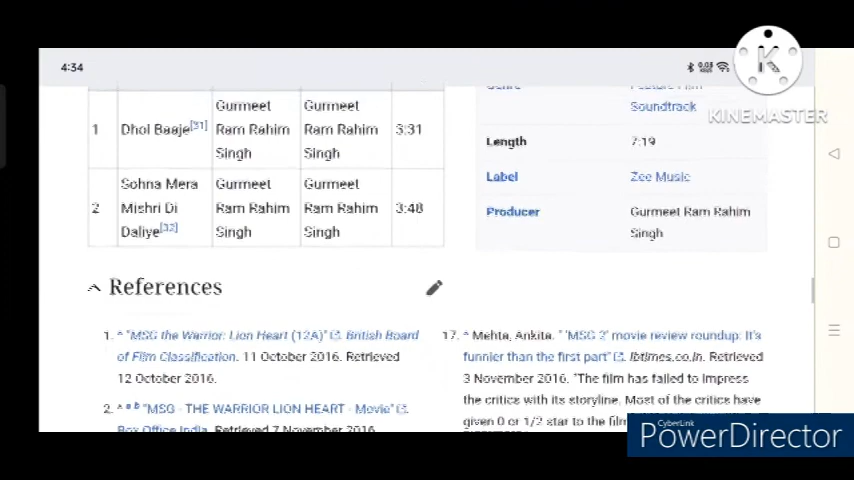 4:34
KINEMASTER
Gurmeet Gurmeet
1 Dhol Baaje[31] Ram Rahim Ram Rahim 3:31
Singh Singh
Sohna Mera Gurmeet Gurmeet
2 Mishri Di Ram Rahim Ram Rahim 3:48
Daliye[32] Singh Singh
Genre Feature Film
Soundtrack
Length 7:19
Label Zee Music
Producer Gurmeet Ram Rahim
Singh
References
1. ^ "MSG the Warrior: Lion Heart (12A)" British Board
of Film Classification. 11 October 2016. Retrieved
12 October 2016.
2. ^ a b "MSG - THE WARRIOR LION HEART - Movie"
Box Office India. Retrieved 7 November 2016.
17. ^ Mehta, Ankita. "'MSG 2' movie review roundup: It's
funnier than the first part". ibtimes.co.in. Retrieved
3 November 2016. "The film has failed to impress
the critics with its storyline. Most of the critics have
given 0 or 1/2 star to the film
CyberLink
PowerDirector